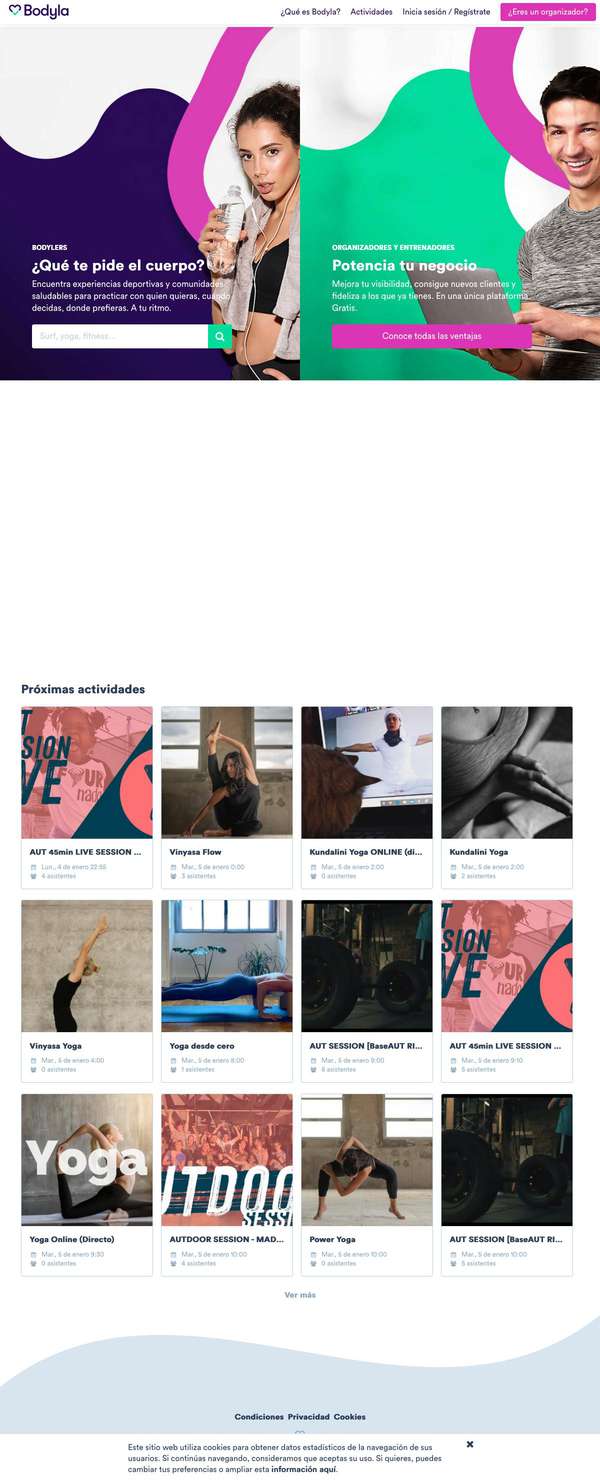 Bodyla
¿Qué es Bodyla? Actividades Inicia sesión / Regístrate ¿Eres un organizador?
BODYLERS
¿Qué te pide el cuerpo?
Encuentra experiencias deportivas y comunidades
saludables para practicar con quien quieras, cuando
decidas, donde prefieras. A tu ritmo.
Surf, yoga, fitness...
ORGANIZADORES Y ENTRENADORES
Potencia tu negocio
Mejora tu visibilidad, consigue nuevos clientes y
fideliza a los que ya tienes. En una única plataforma.
Gratis.
Conoce todas las ventajas
Próximas actividades
AUT 45min LIVE SESSION ...
Lun., 4 de enero 22:55
4 asistentes
Vinyasa Flow
Mar., 5 de enero 0:00
3 asistentes
Kundalini Yoga ONLINE (di...
Mar., 5 de enero 2:00
0 asistentes
Kundalini Yoga
Mar., 5 de enero 2:00
2 asistentes
Vinyasa Yoga
Mar., 5 de enero 4:00
0 asistentes
Yoga desde cero
Mar., 5 de enero 8:00
1 asistentes
AUT SESSION [BaseAUT RI...
Mar., 5 de enero 9:00
AUT 45min LIVE SESSION ...
Mar., 5 de enero 9:10
5 asistentes
Yoga
Yoga Online (Directo)
Mar., 5 de enero 9:30
0 asistentes
AUTDOOR SESSION - MAD...
Mar., 5 de enero 10:00
4 asistentes
Power Yoga
Mar., 5 de enero 10:00
0 asistentes
AUT SESSION [BaseAUT RI...
Mar., 5 de enero 10:00
5 asistentes
Ver más
Condiciones Privacidad Cookies
Este sitio web utiliza cookies para obtener datos estadísticos de la navegación de sus
usuarios. Si continúas navegando, consideramos que aceptas su uso. Si quieres, puedes
cambiar tus preferencias o ampliar esta información aquí.